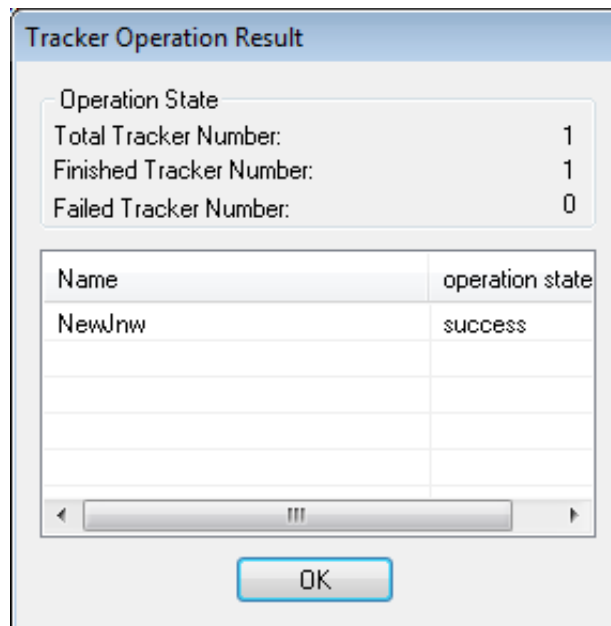 Tracker Operation Result
Operation State
Total Tracker Number: 1
Finished Tracker Number: 1
Failed Tracker Number: 0
Name operation state
NewJnw success
OK